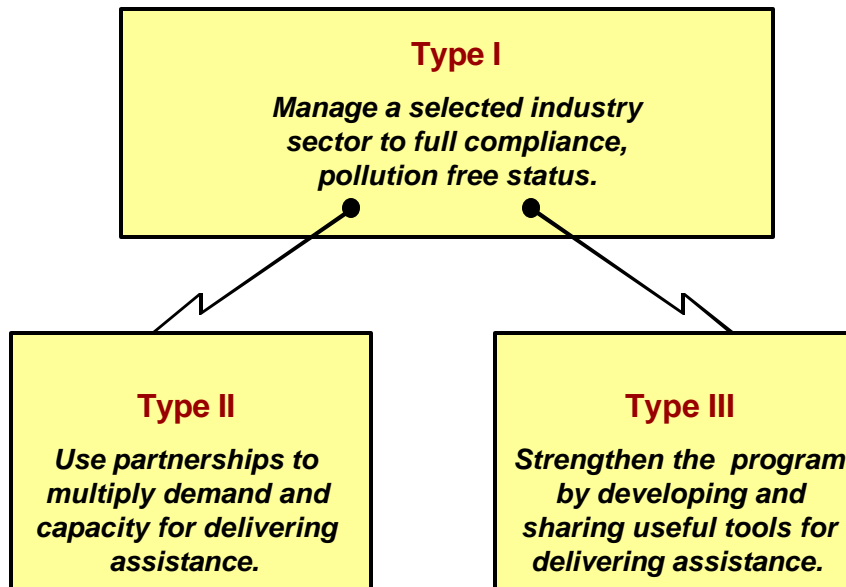 Type I
Manage a selected industry
sector to full compliance,
pollution free status.
Type II
Use partnerships to
multiply demand and
capacity for delivering
assistance.
Type III
Strengthen the program
by developing and
sharing useful tools for
delivering assistance.